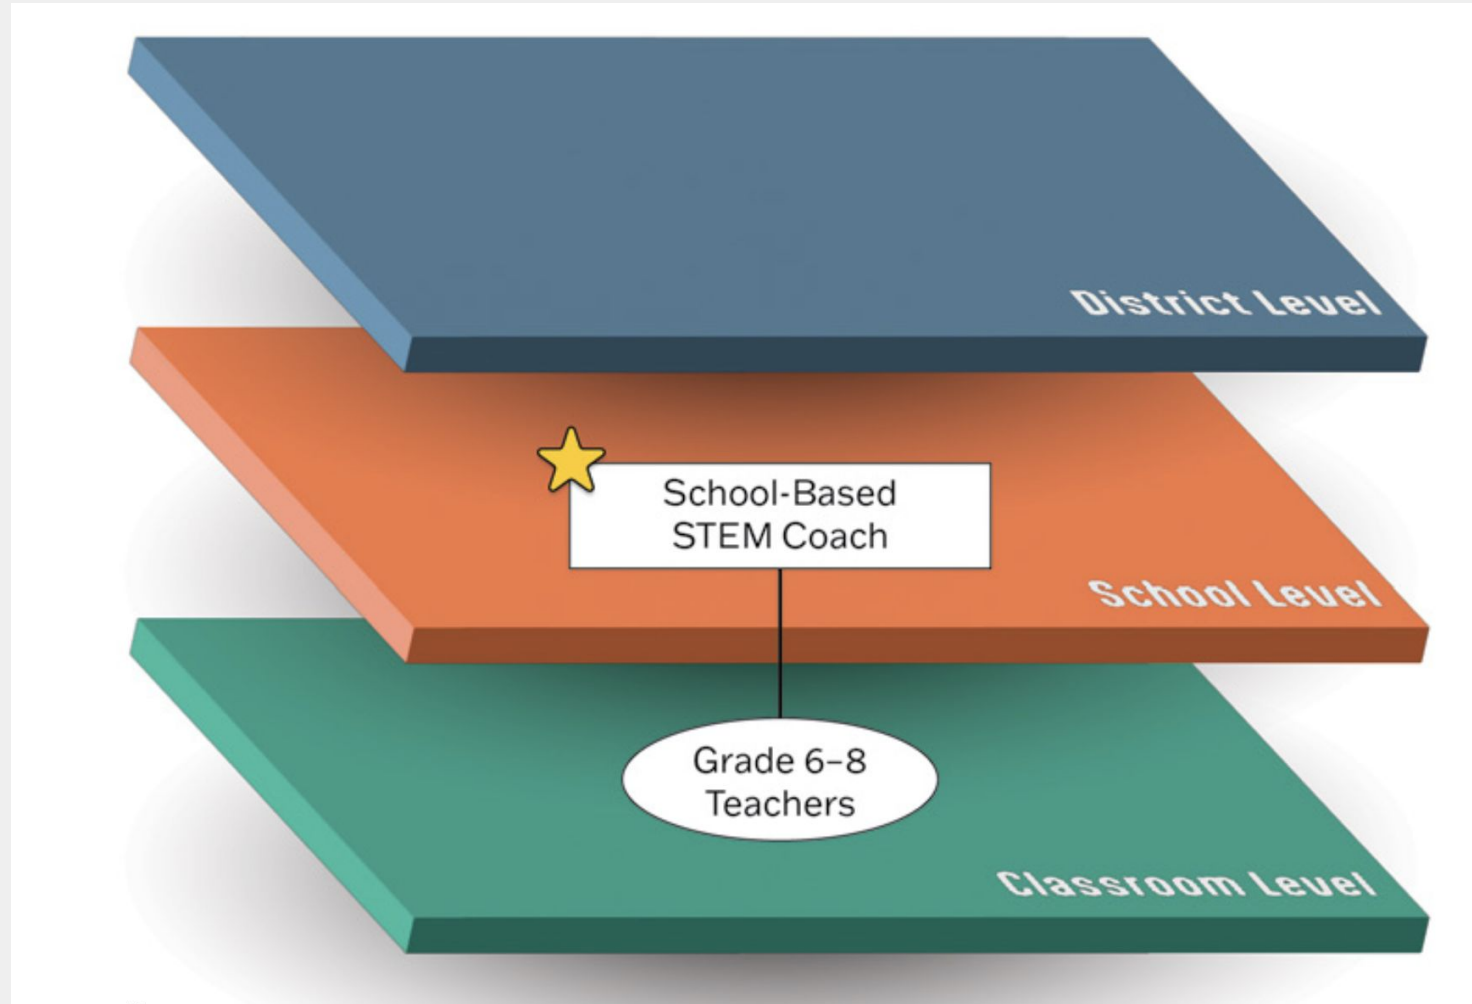 District Level
School-Based
STEM Coach
School Level
Grade 6–8
Teachers
Classroom Level